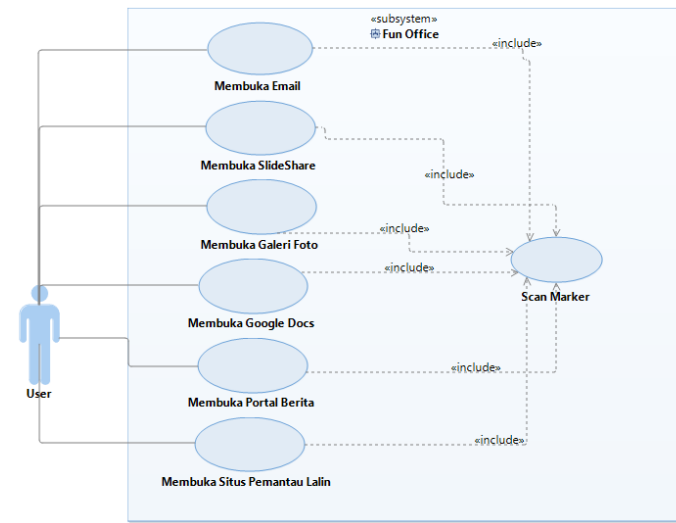 «subsystem»
Fun Office
«include»
Membuka Email
Membuka SlideShare
«include»
«include»
Membuka Galeri Foto
«include»
Scan Marker
Membuka Google Docs
«include»
User
Membuka Portal Berita
«include»
Membuka Situs Pemantau Lalin